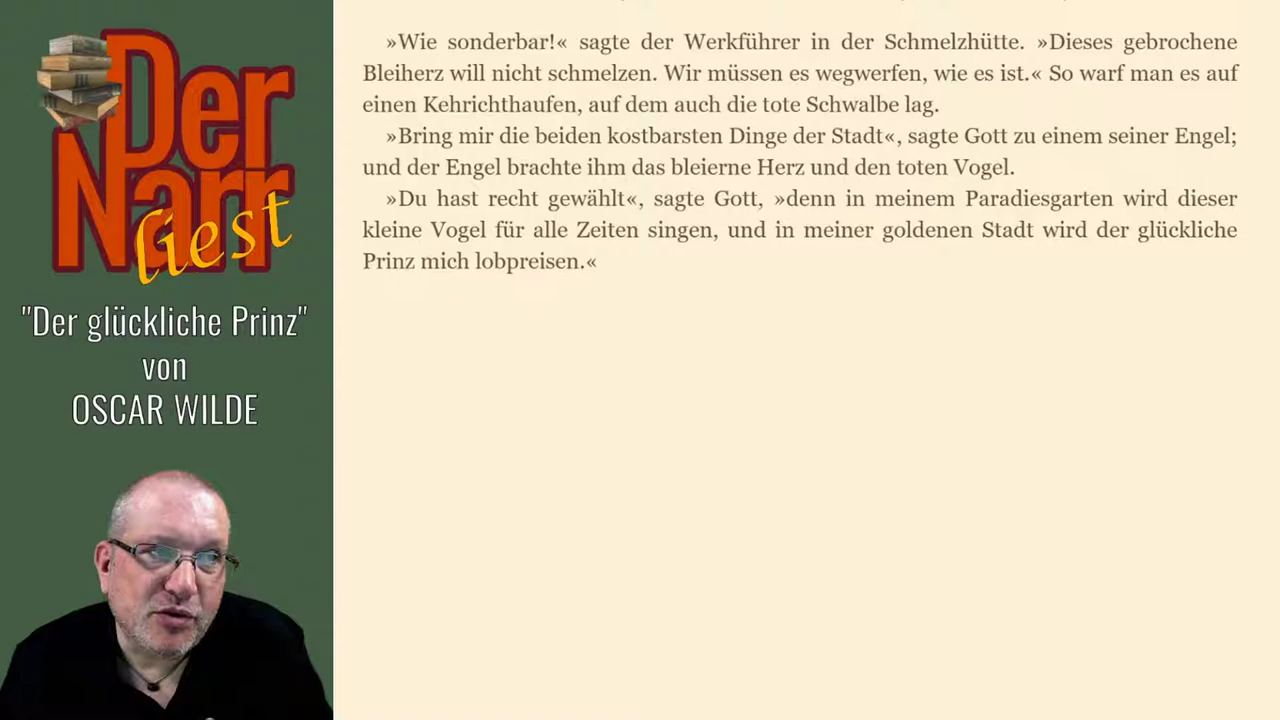 Der
Narr
liest
"Der glückliche Prinz"
von
OSCAR WILDE
»Wie sonderbar!« sagte der Werkführer in der Schmelzhütte. »Dieses gebrochene
Bleiherz will nicht schmelzen. Wir müssen es wegwerfen, wie es ist.« So warf man es auf
einen Kehrichthaufen, auf dem auch die tote Schwalbe lag.
»Bring mir die beiden kostbarsten Dinge der Stadt«, sagte Gott zu einem seiner Engel;
und der Engel brachte ihm das bleierne Herz und den toten Vogel.
»Du hast recht gewählt«, sagte Gott, »denn in meinem Paradiesgarten wird dieser
kleine Vogel für alle Zeiten singen, und in meiner goldenen Stadt wird der glückliche
Prinz mich lobpreisen.«